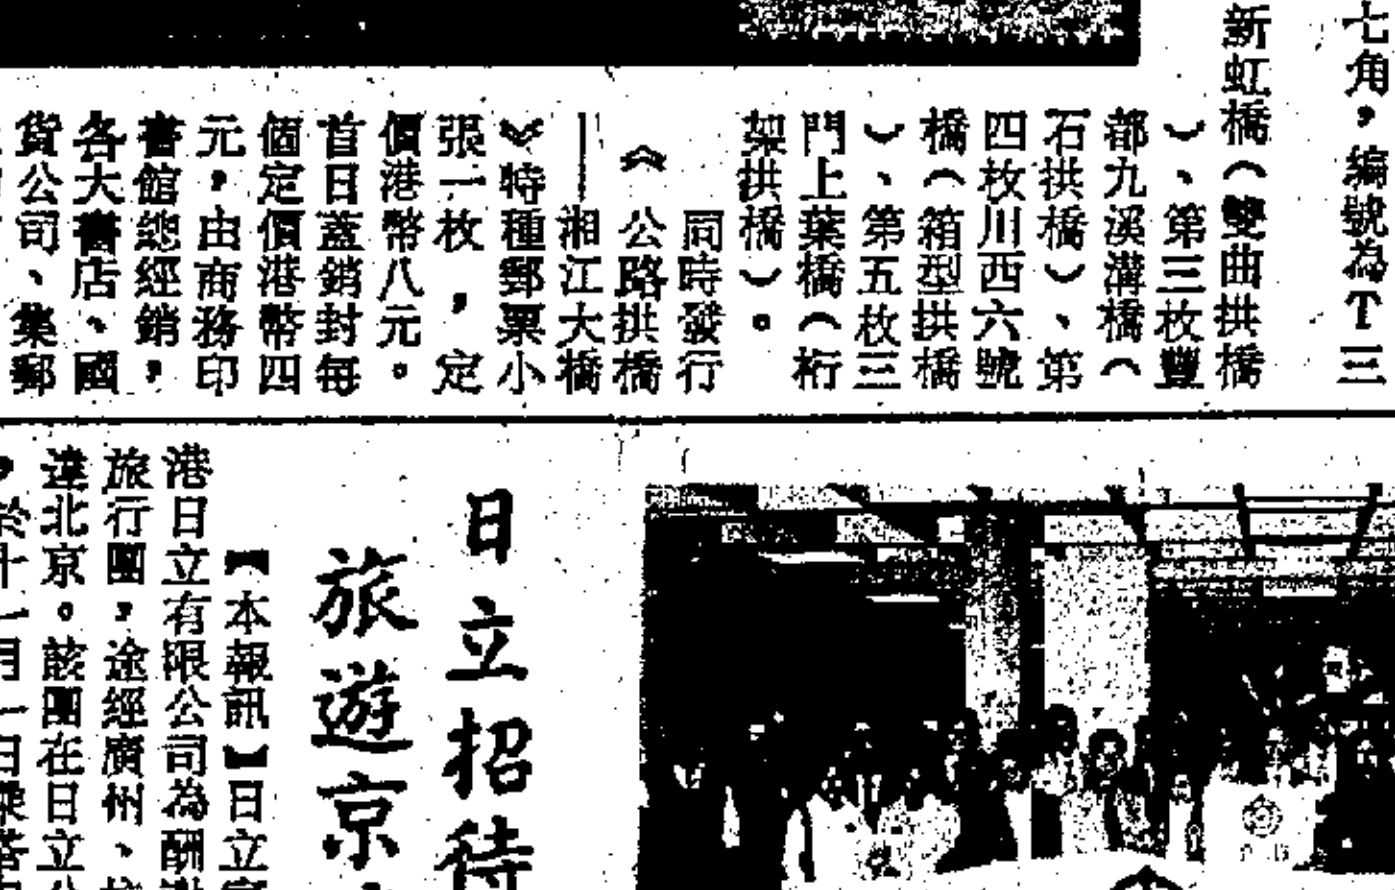 七角，編號為T三
新虹橋（雙曲拱橋
）、第三枚豐
都九溪溝橋（
石拱橋）、第
四枚川西六號
橋（箱型拱橋
）、第五枚三
門上葉橋（桁
架拱橋）。
同時發行
《公路拱橋
——湘江大橋
》特種郵票小
張一枚，定
價港幣八元。
首日蓋銷封每
個定價港幣四
元，由商務印
書館總經銷，
各大書店、國
貨公司、集郵
日立招待
旅遊京
【本報訊】日立
港日立有限公司為酬謝
旅行團，途經廣州、
達北京。該團在日立
，於十一月一日乘